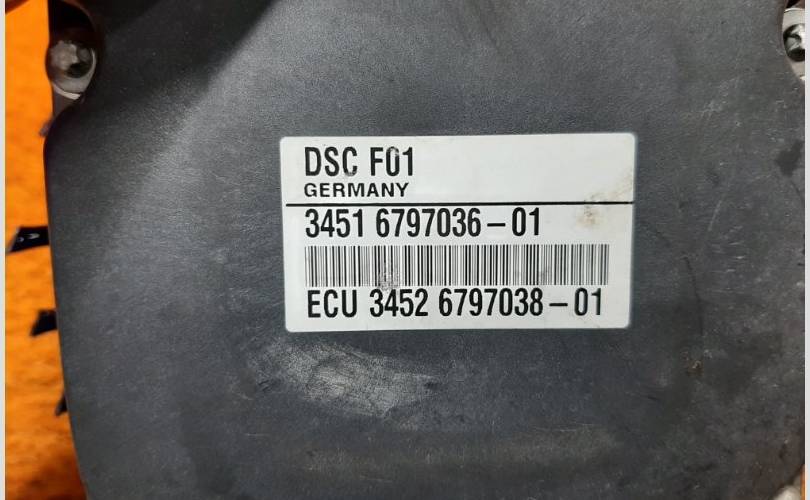 DSC F01
GERMANY
3451 6797036-01
ECU 3452 6797038-01